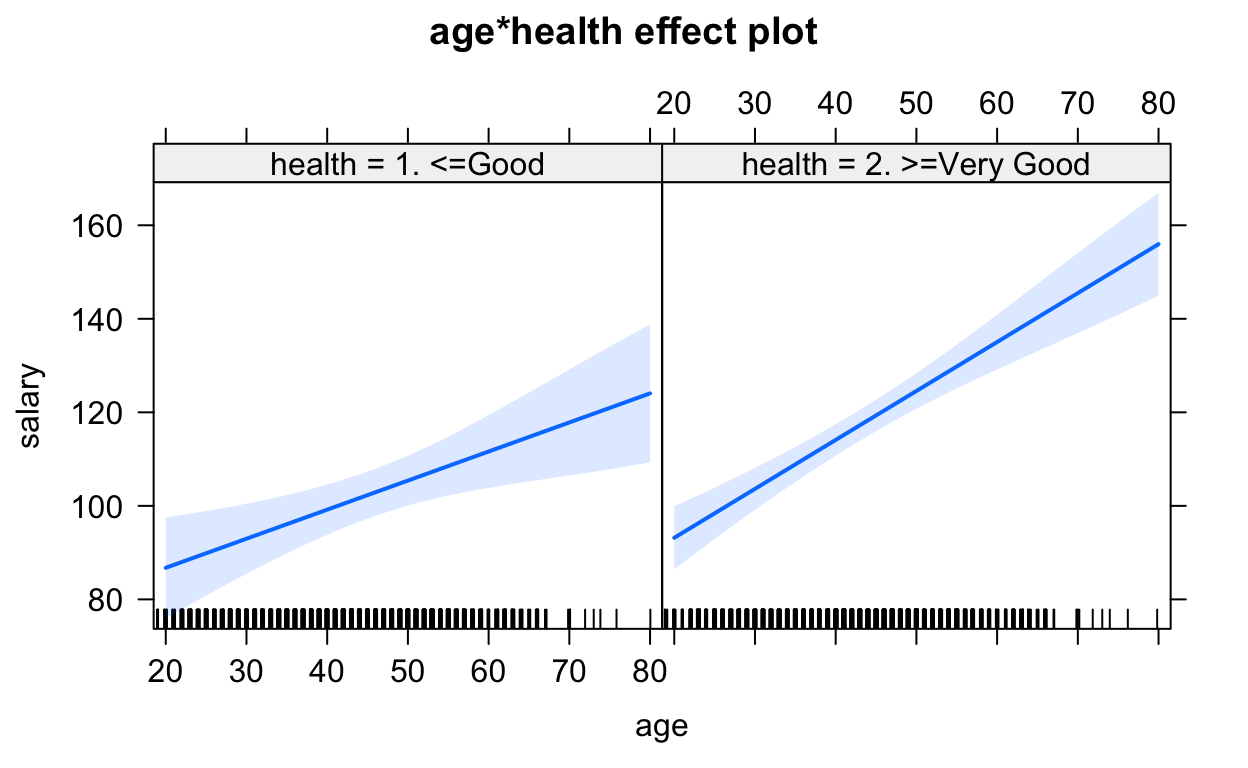 age*health effect plot
20 30 40 50 60 70 80
health = 1. <=Good
health = 2. >=Very Good
160
140
120
100
80
salary
20 30 40 50 60 70 80
age